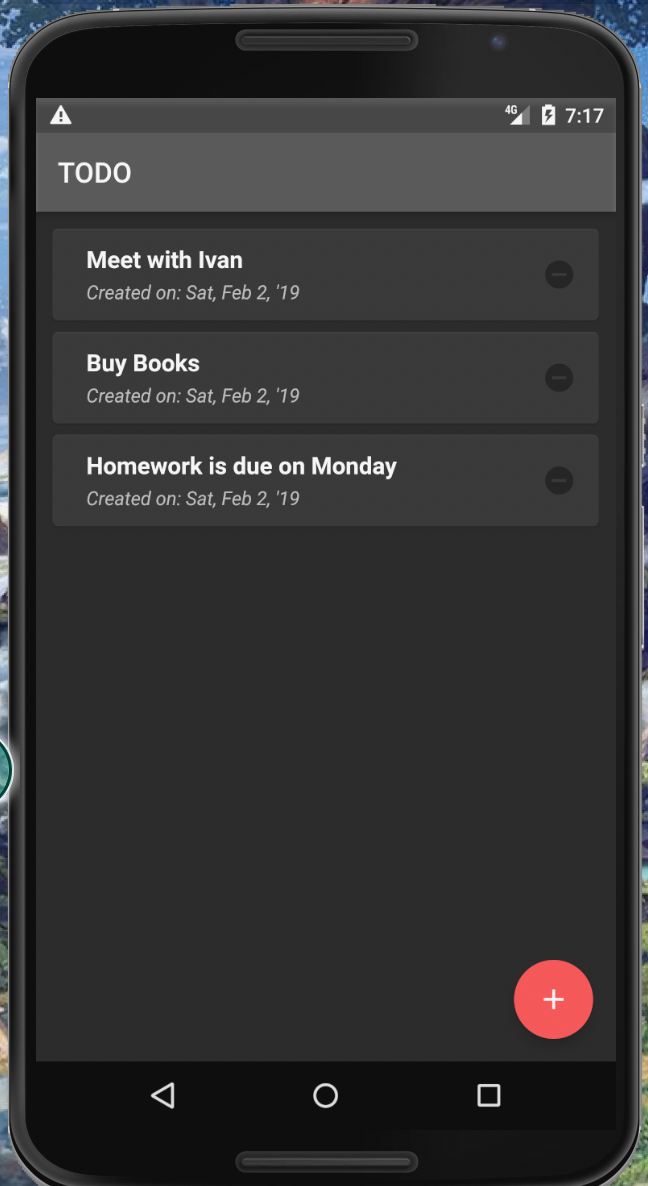 4G 7:17
TODO
Meet with Ivan
Created on: Sat, Feb 2, '19
Buy Books
Created on: Sat, Feb 2, '19
Homework is due on Monday
Created on: Sat, Feb 2, '19
+